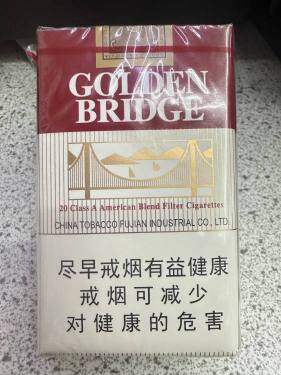 GOLDEN
BRIDGE
20 Class A American Blend Filter Cigarettes
CHINA TOBACCO FUJIAN INDUSTRIAL CO., LTD
尽早戒烟有益健康
戒烟可减少
对健康的危害